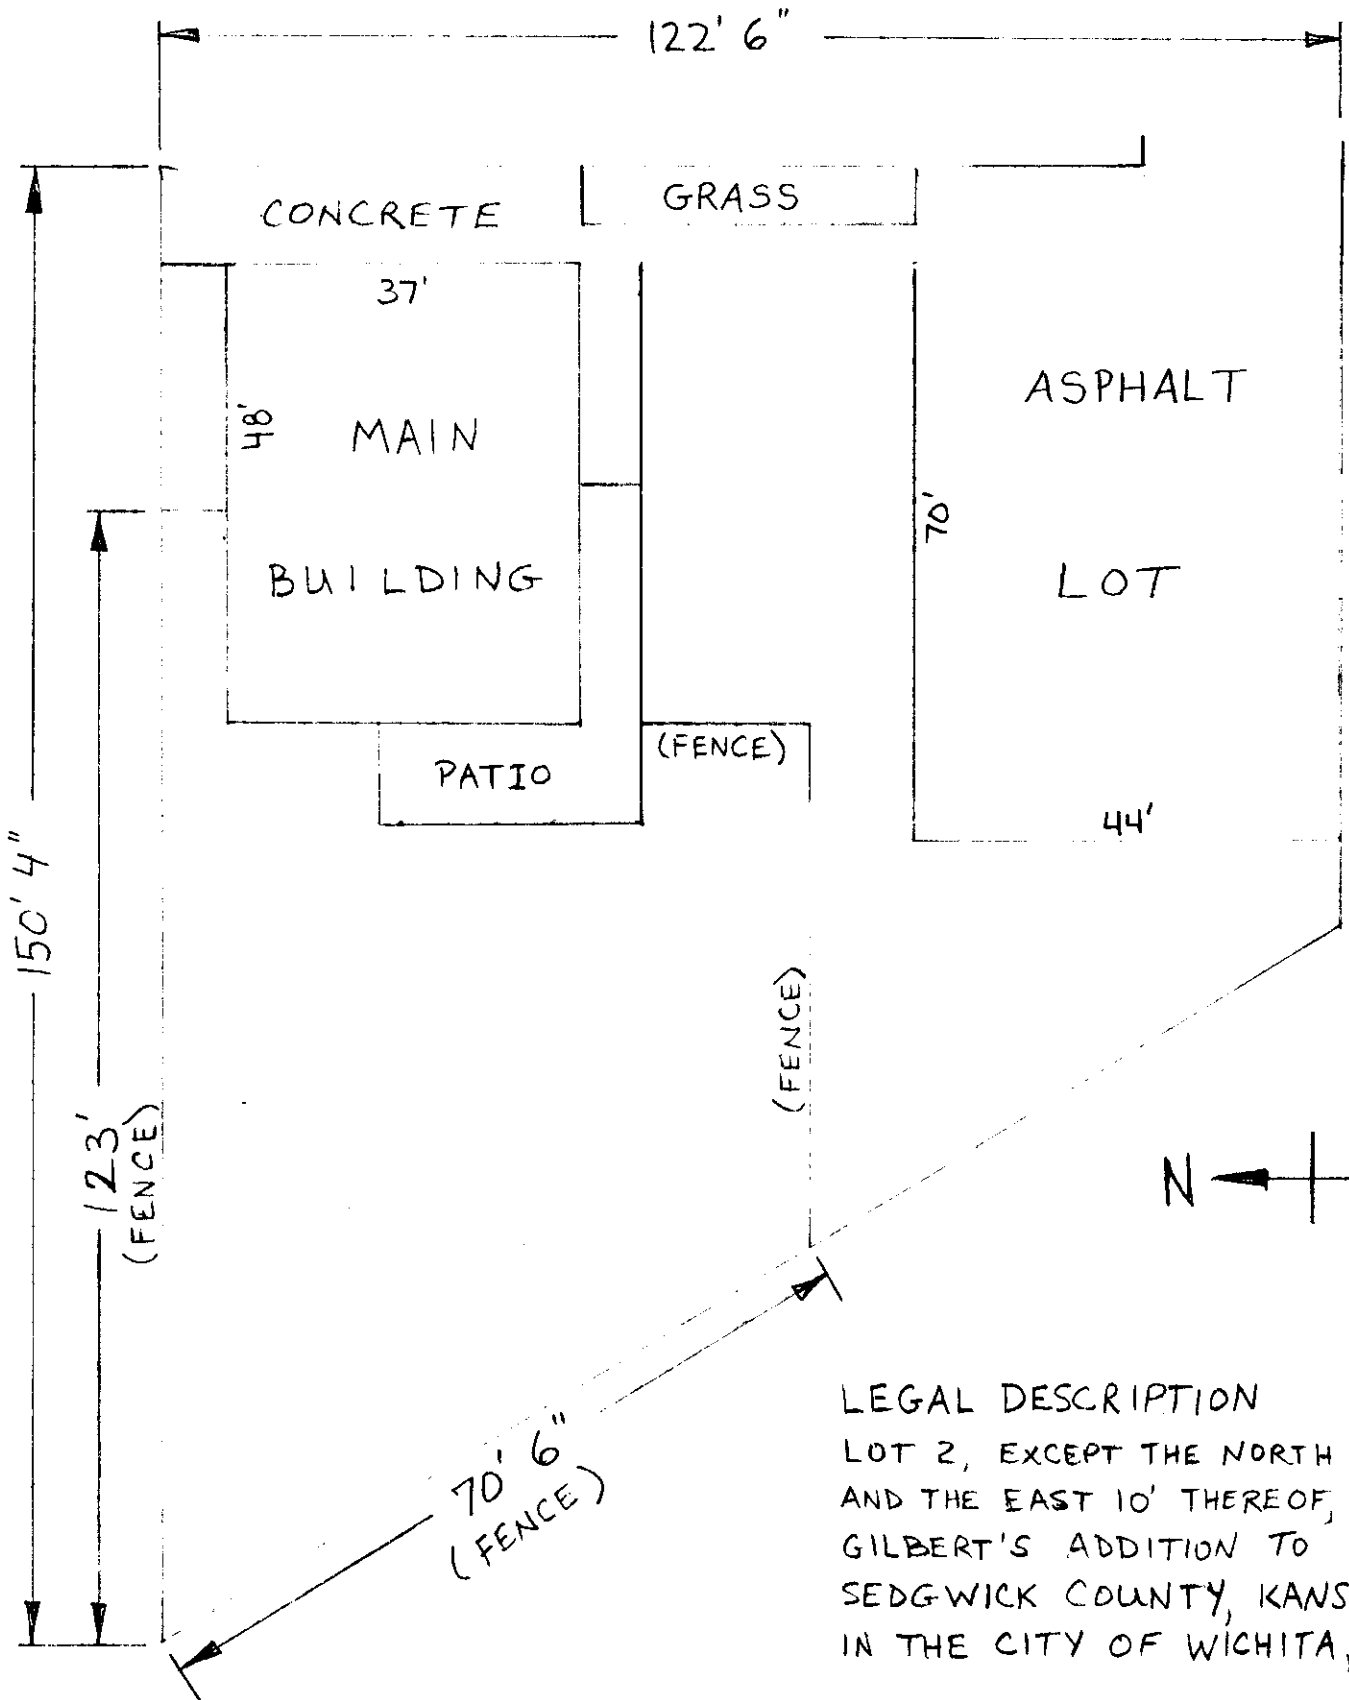 122' 6"
CONCRETE
GRASS
37'
48'
MAIN
BUILDING
ASPHALT
LOT
70'
(FENCE)
PATIO
44'
150' 4"
123'
(FENCE)
(FENCE)
N
70' 6"
(FENCE)
LEGAL DESCRIPTION
LOT 2, EXCEPT THE NORTH
AND THE EAST 10' THEREOF,
GILBERT'S ADDITION TO
SEDGWICK COUNTY, KANS
IN THE CITY OF WICHITA,